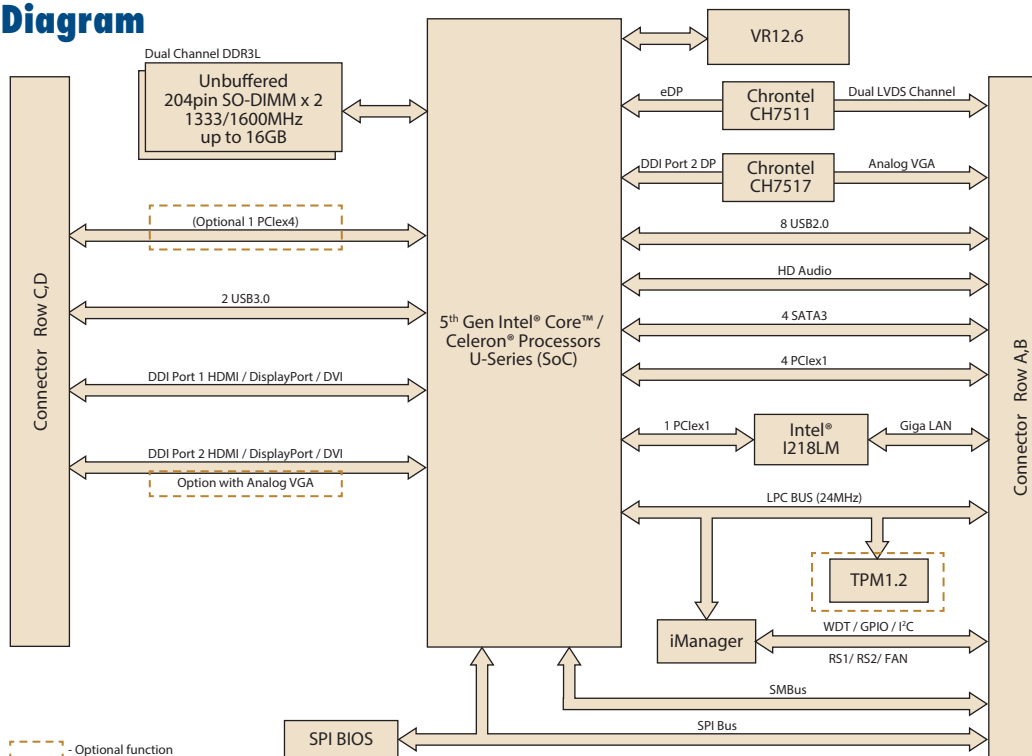 Diagram
Dual Channel DDR3L
Unbuffered
204pin SO-DIMM x 2
1333/1600MHz
up to 16GB
VR12.6
eDP
Chrontel
CH7511
Dual LVDS Channel
DDI Port 2 DP
Chrontel
CH7517
Analog VGA
(Optional 1 PCIex4)
8 USB2.0
HD Audio
2 USB3.0
4 SATA3
Connector Row C,D
5th Gen Intel® Core™ /
Celeron® Processors
U-Series (SoC)
4 PCIex1
Connector Row A,B
DDI Port 1 HDMI / DisplayPort / DVI
1 PCIex1
Intel®
I218LM
Giga LAN
DDI Port 2 HDMI / DisplayPort / DVI
Option with Analog VGA
LPC BUS (24MHz)
TPM1.2
iManager
WDT / GPIO / I²C
RS1/ RS2/ FAN
SMBus
SPI Bus
SPI BIOS
- Optional function